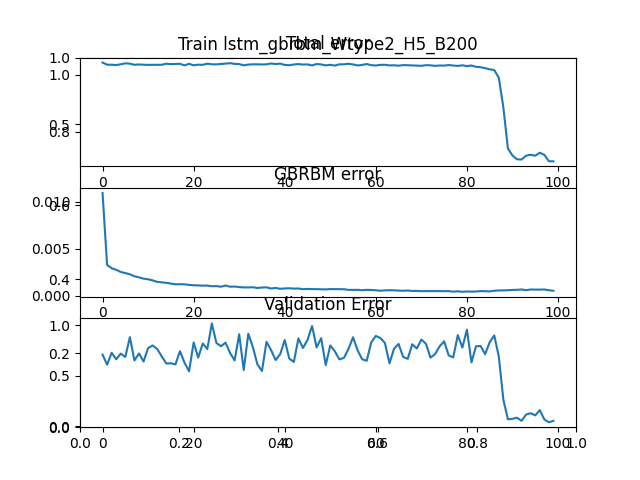 Train lstm_gbrbm_Wtype2_H5_B200
Total error
1.0
1.0
0.5
0.8
0 20 40 60 80 100
GBRBM error
0.010
0.6
0.005
0.4
0.000
0 20 40 60 80 100
Validation Error
1.0
0.2
0.5
0.0
0.0
0 20 40 60 80 100
0.0 0.2 0.4 0.6 0.8 1.0